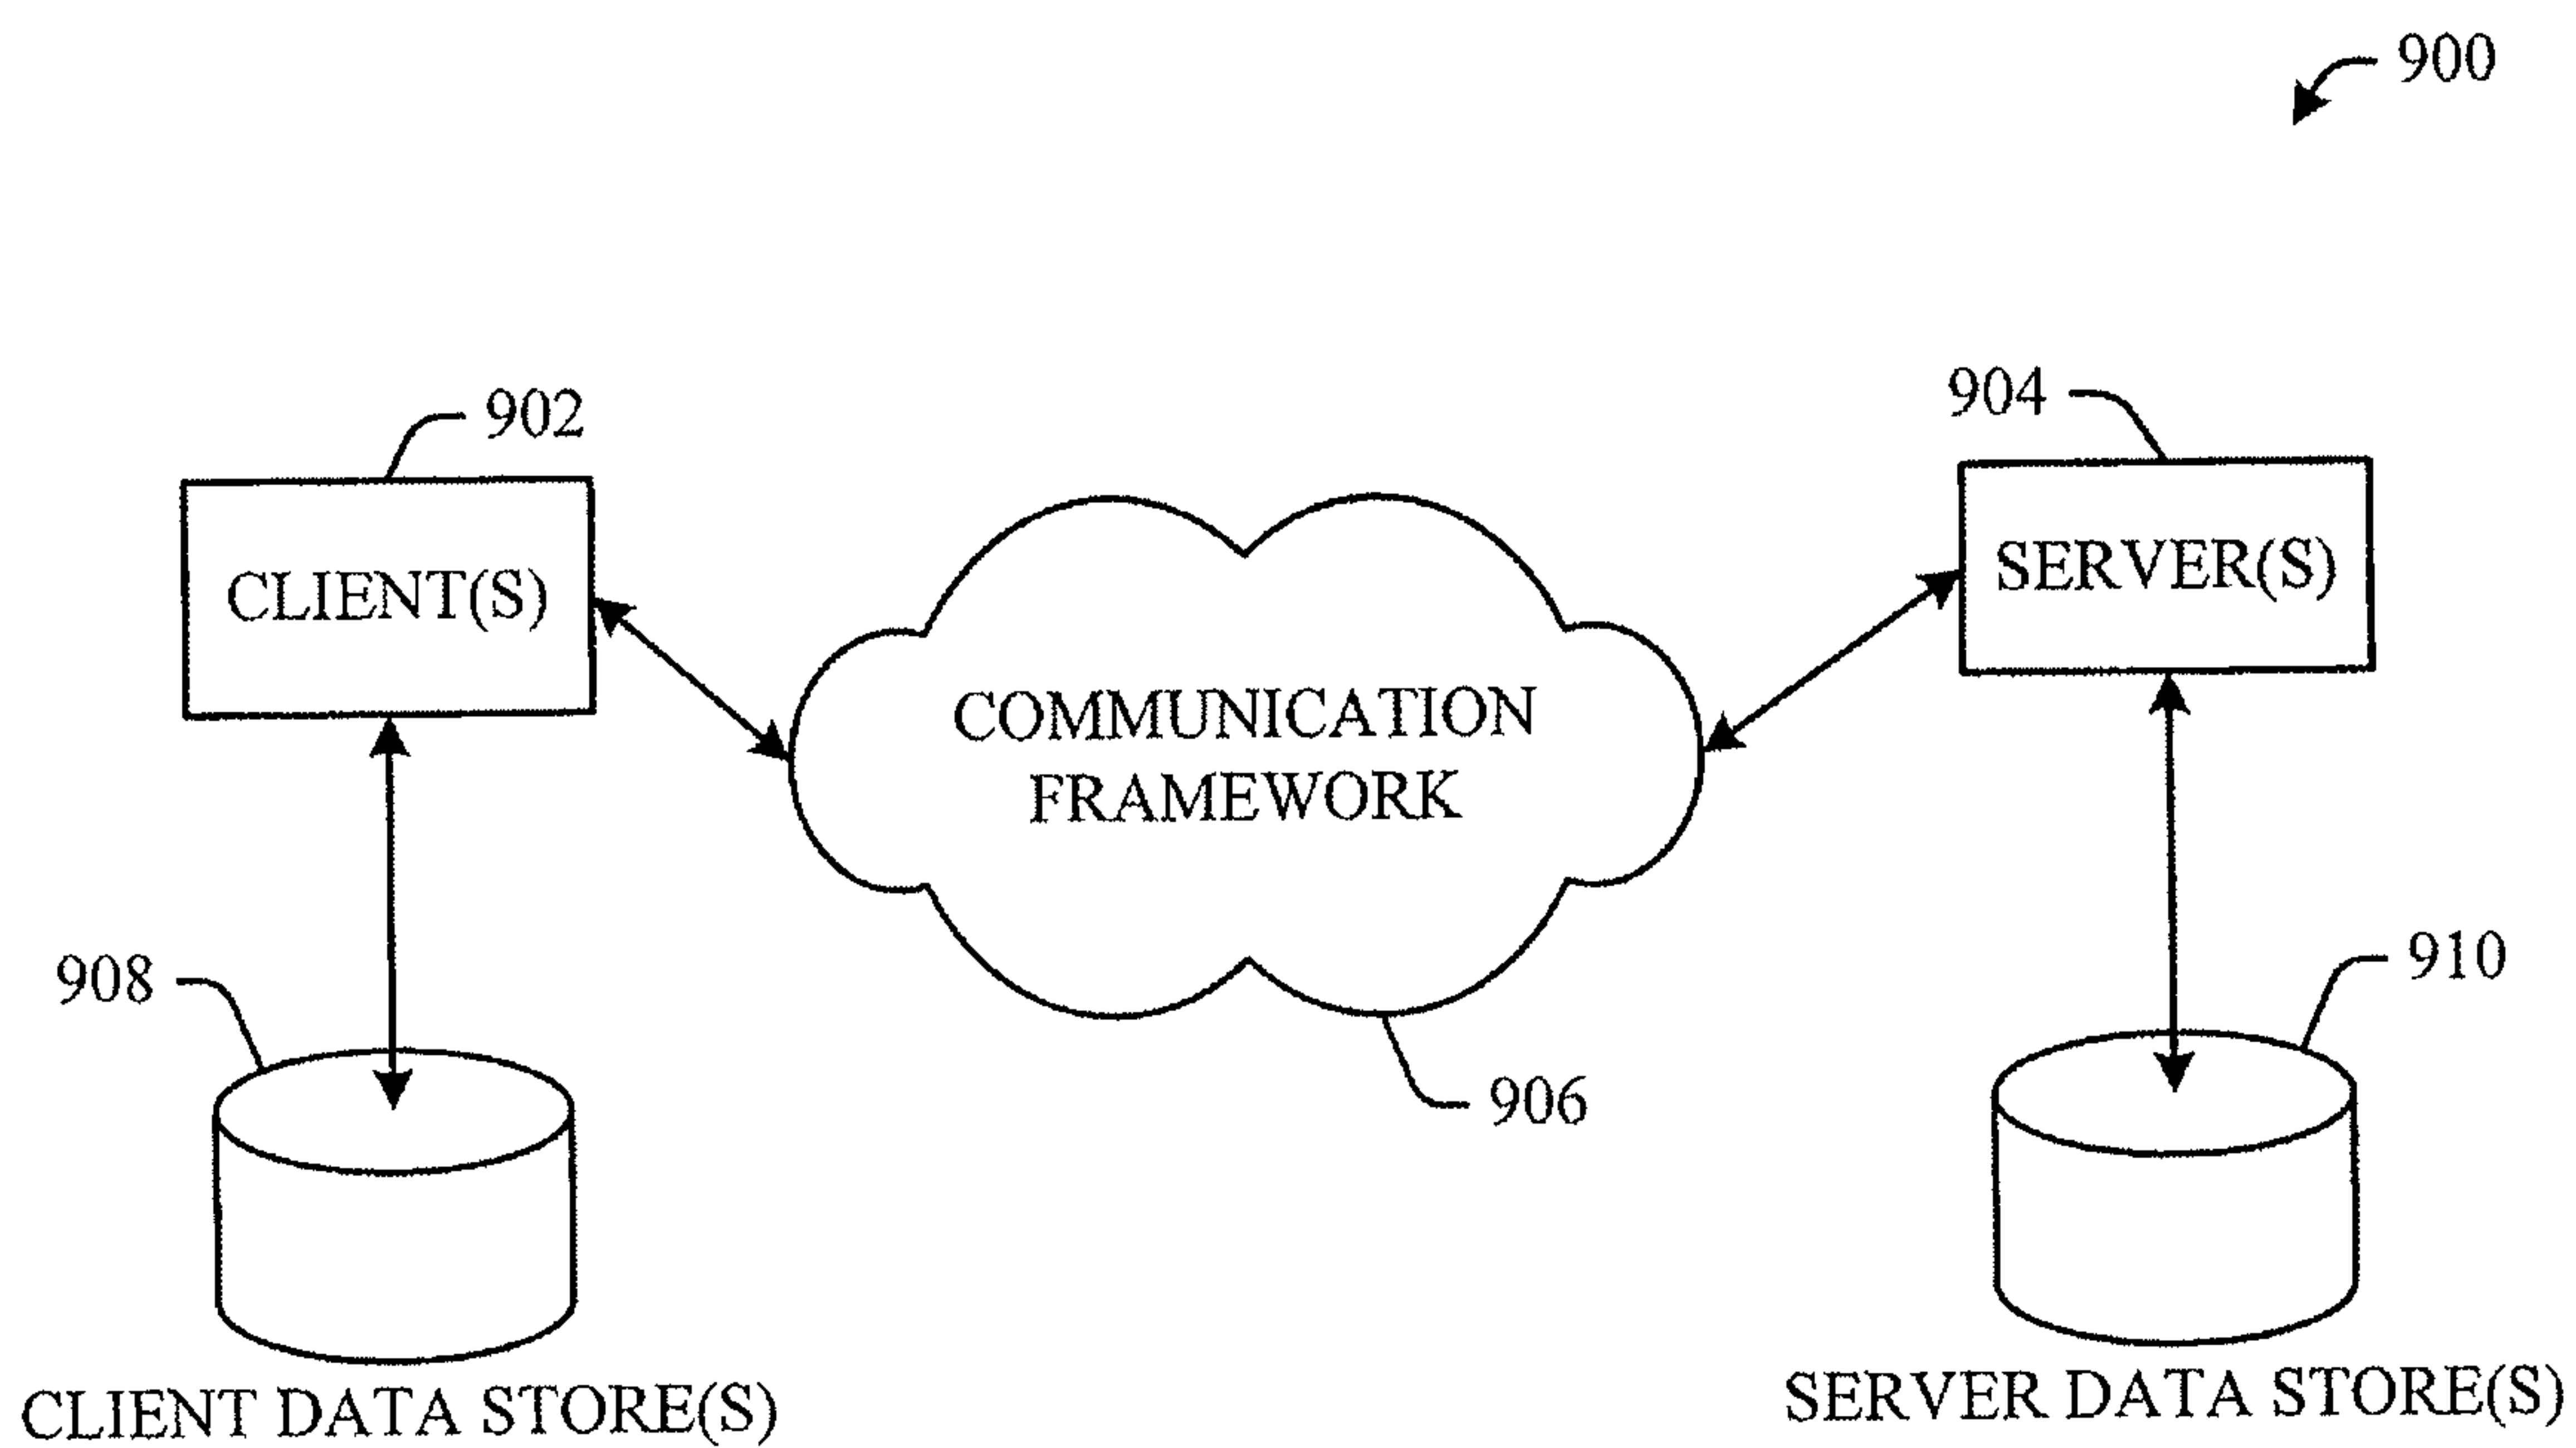 900
902
904
CLIENT(S)
SERVER(S)
COMMUNICATION
FRAMEWORK
908
910
906
CLIENT DATA STORE(S)
SERVER DATA STORE(S)